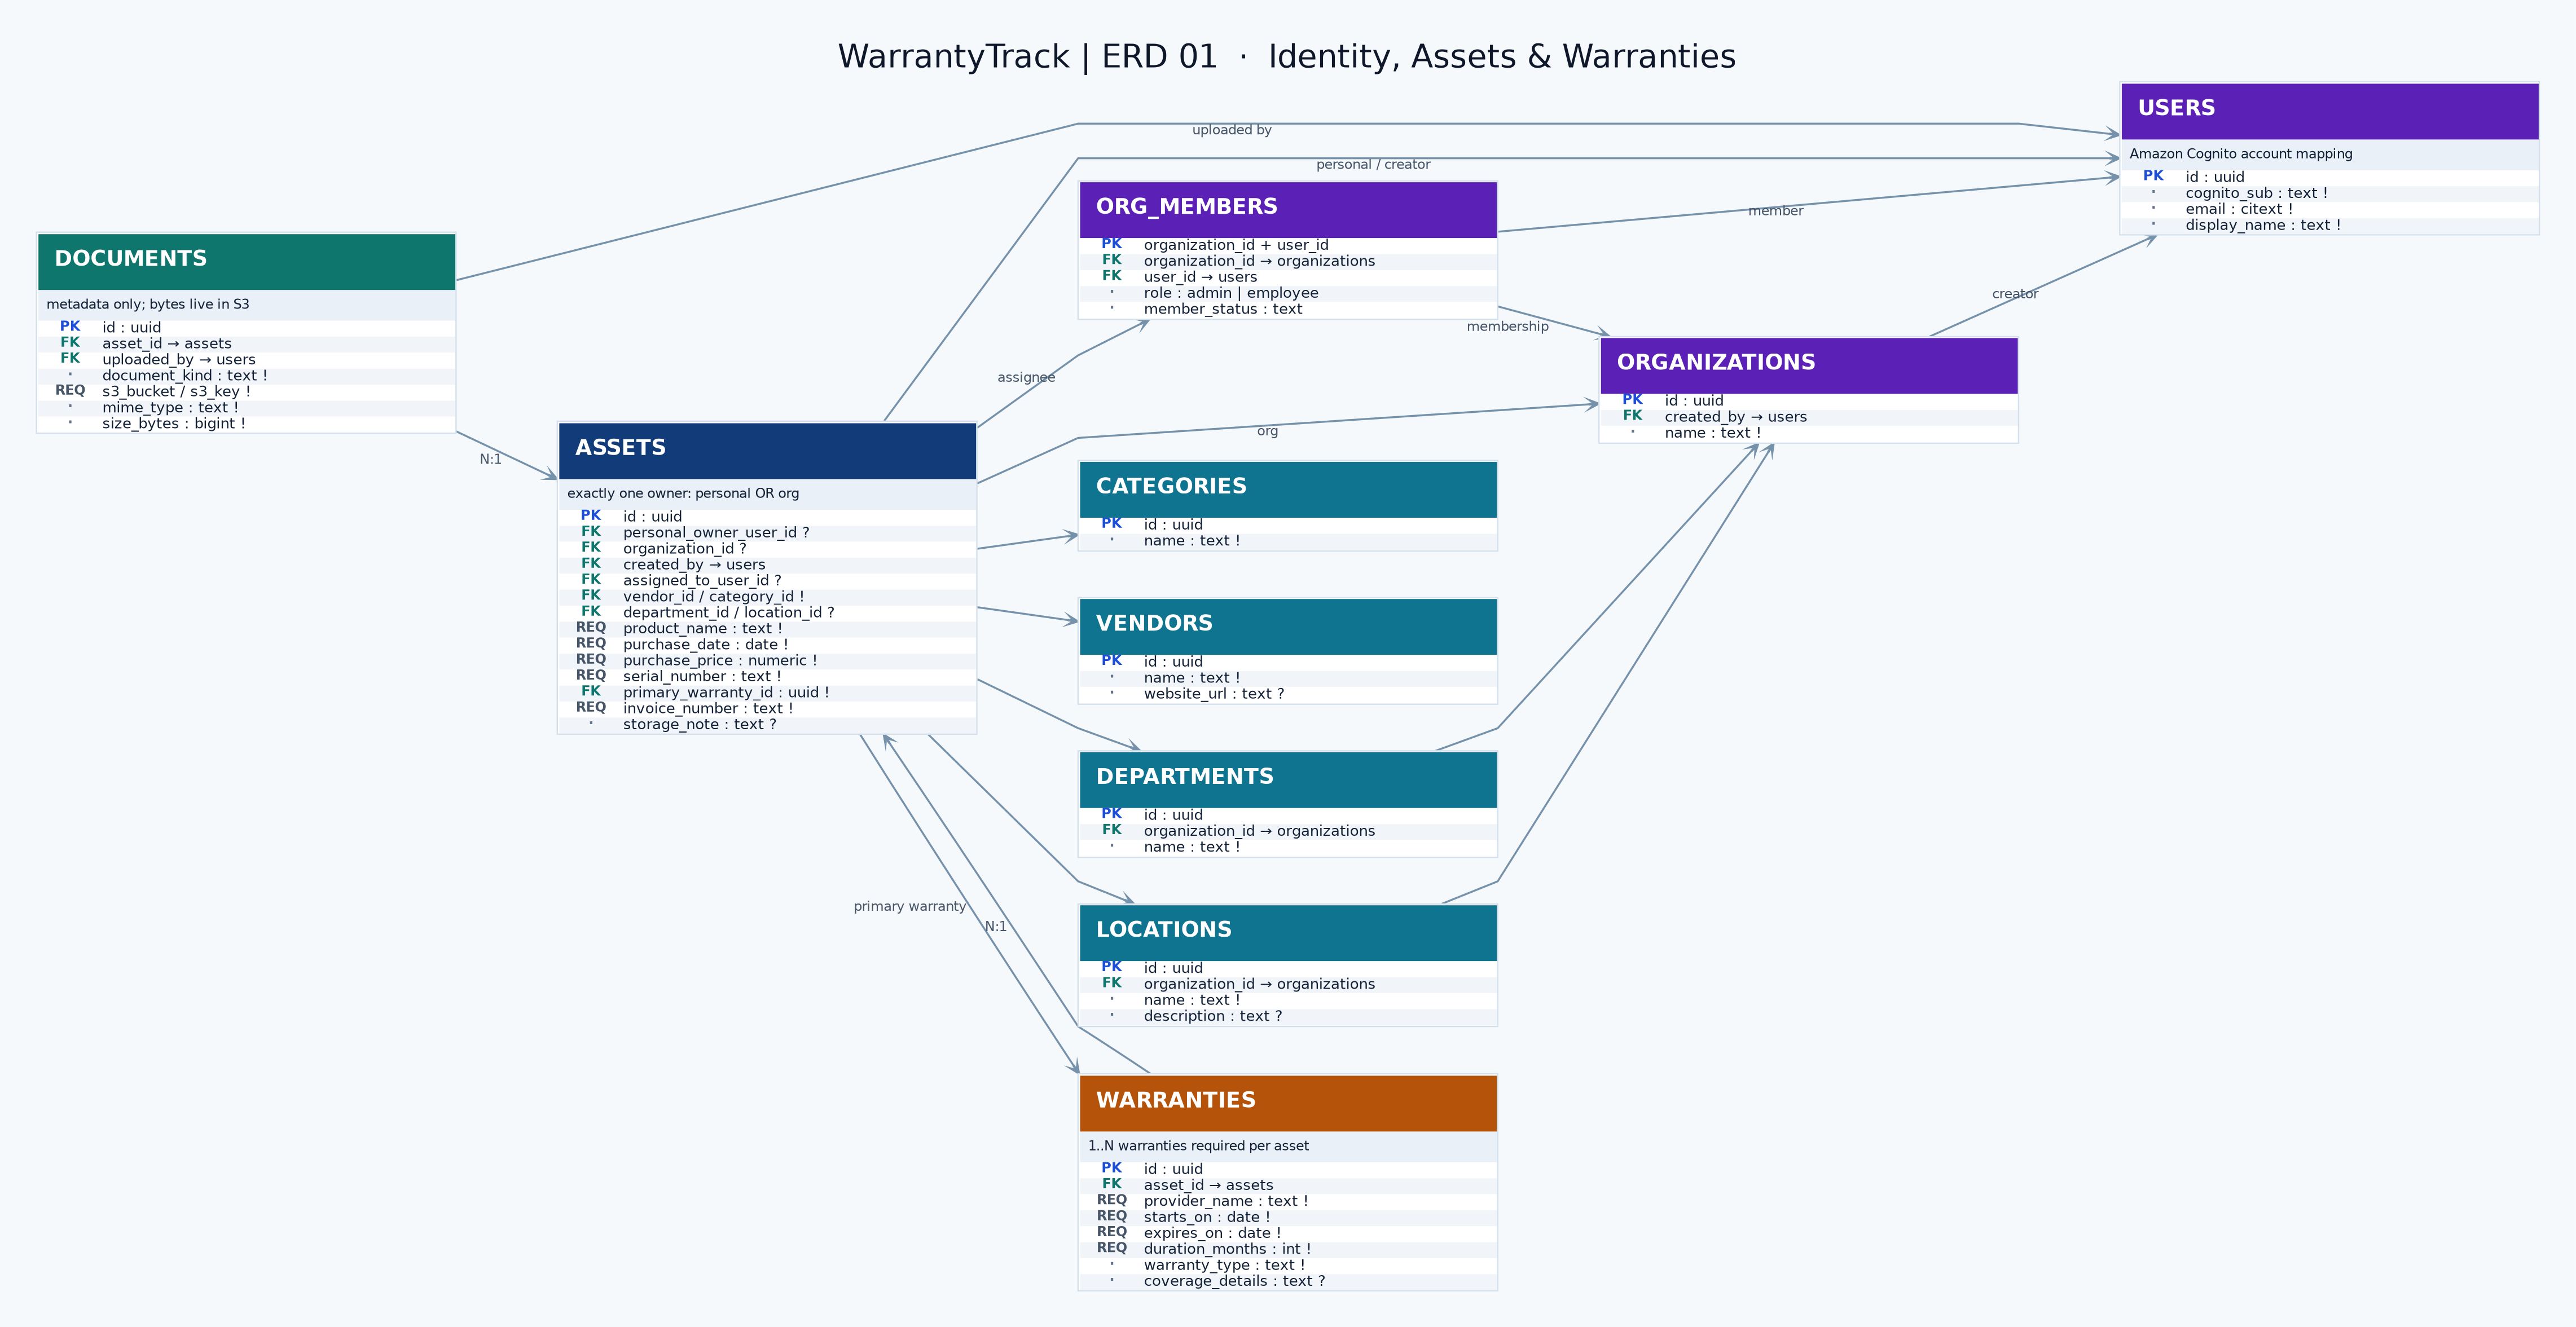 WarrantyTrack | ERD 01 · Identity, Assets & Warranties
uploaded by
personal / creator
member
creator
membership
assignee
org
N:1
primary warranty
N:1
DOCUMENTS
metadata only; bytes live in S3
PK id : uuid
FK asset_id → assets
FK uploaded_by → users
· document_kind : text !
REQ s3_bucket / s3_key !
· mime_type : text !
· size_bytes : bigint !
ASSETS
exactly one owner: personal OR org
PK id : uuid
FK personal_owner_user_id ?
FK organization_id ?
FK created_by → users
FK assigned_to_user_id ?
FK vendor_id / category_id !
FK department_id / location_id ?
REQ product_name : text !
REQ purchase_date : date !
REQ purchase_price : numeric !
REQ serial_number : text !
FK primary_warranty_id : uuid !
REQ invoice_number : text !
· storage_note : text ?
ORG_MEMBERS
PK organization_id + user_id
FK organization_id → organizations
FK user_id → users
· role : admin | employee
· member_status : text
CATEGORIES
PK id : uuid
· name : text !
VENDORS
PK id : uuid
· name : text !
· website_url : text ?
DEPARTMENTS
PK id : uuid
FK organization_id → organizations
· name : text !
LOCATIONS
PK id : uuid
FK organization_id → organizations
· name : text !
· description : text ?
WARRANTIES
1..N warranties required per asset
PK id : uuid
FK asset_id → assets
REQ provider_name : text !
REQ starts_on : date !
REQ expires_on : date !
REQ duration_months : int !
· warranty_type : text !
· coverage_details : text ?
ORGANIZATIONS
PK id : uuid
FK created_by → users
· name : text !
USERS
Amazon Cognito account mapping
PK id : uuid
· cognito_sub : text !
· email : citext !
· display_name : text !